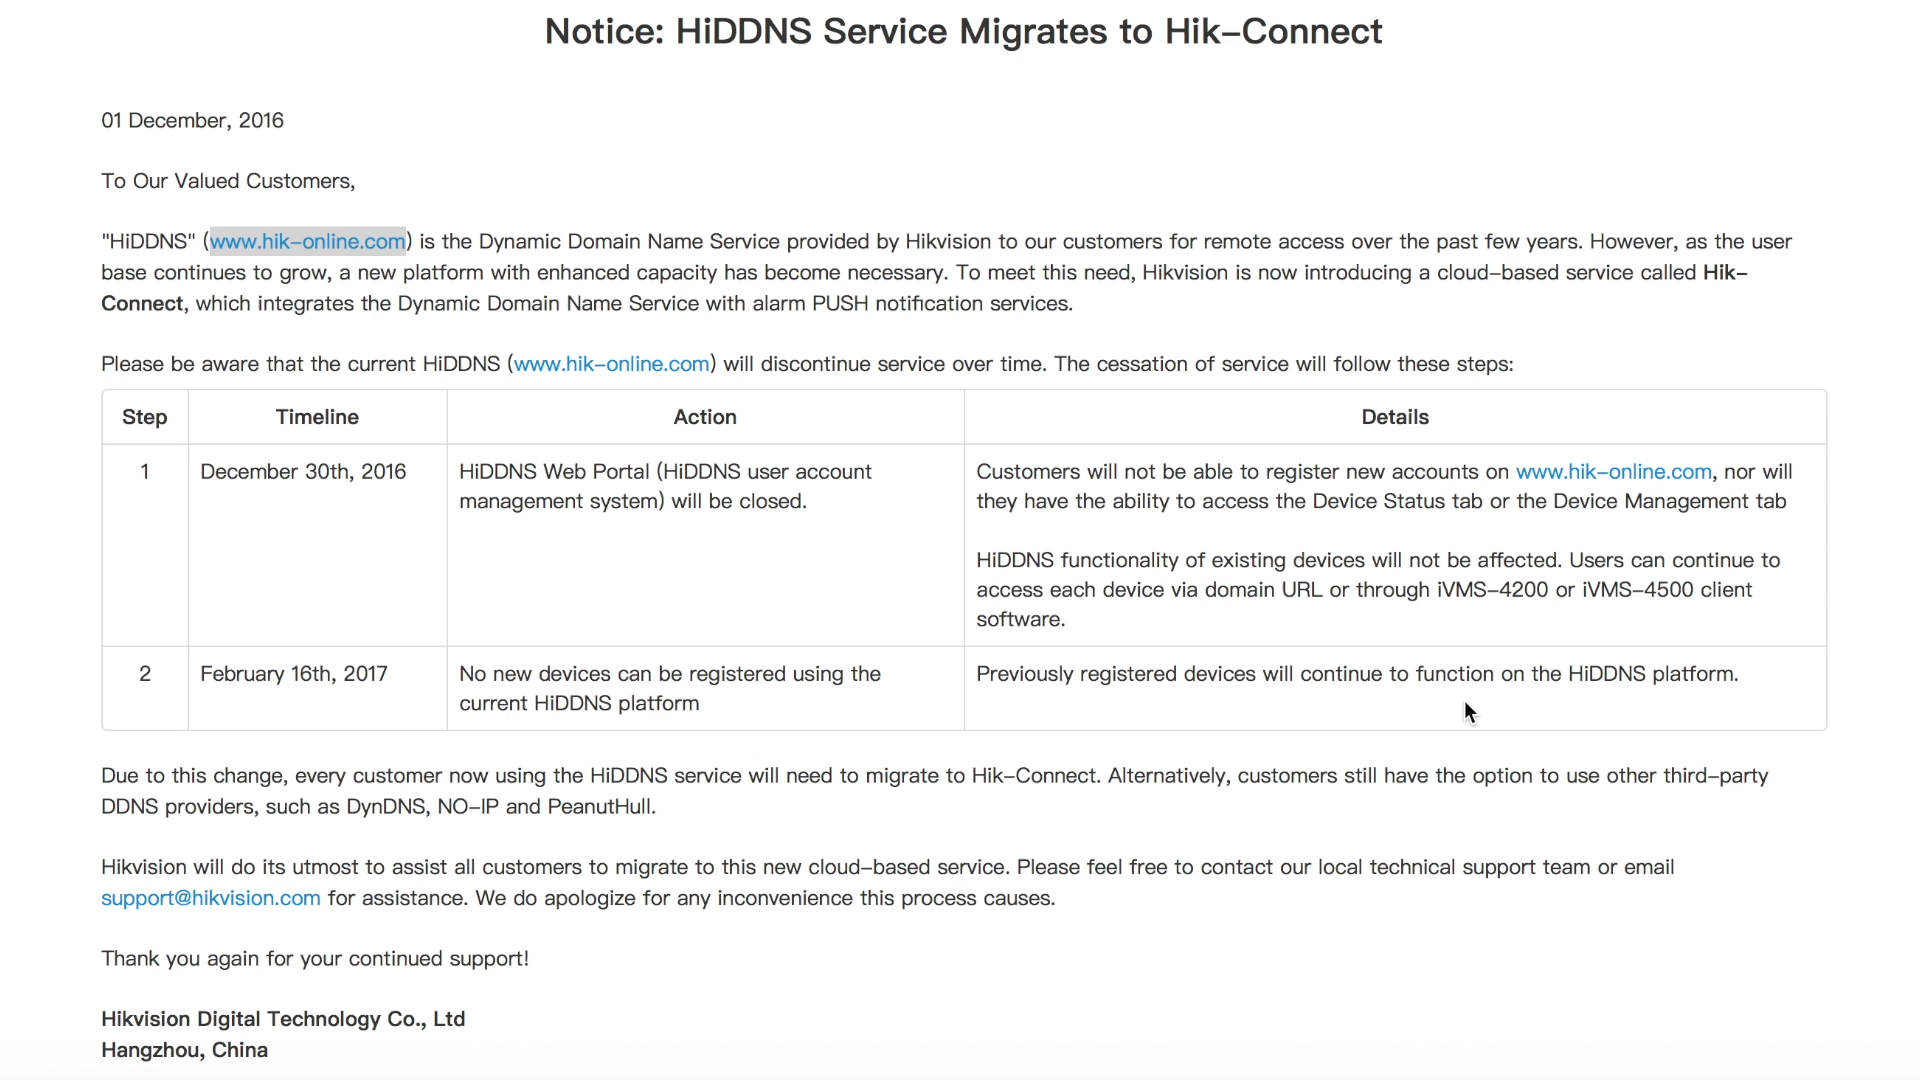 Notice: HiDDNS Service Migrates to Hik–Connect
01 December, 2016
To Our Valued Customers,
"HiDDNS" (www.hik–online.com) is the Dynamic Domain Name Service provided by Hikvision to our customers for remote access over the past few years. However, as the user
base continues to grow, a new platform with enhanced capacity has become necessary. To meet this need, Hikvision is now introducing a cloud–based service called Hik–
Connect, which integrates the Dynamic Domain Name Service with alarm PUSH notification services.
Please be aware that the current HiDDNS (www.hik–online.com) will discontinue service over time. The cessation of service will follow these steps:
Step Timeline Action Details
1 December 30th, 2016 HiDDNS Web Portal (HiDDNS user account Customers will not be able to register new accounts on www.hik–online.com, nor will
management system) will be closed. they have the ability to access the Device Status tab or the Device Management tab
HiDDNS functionality of existing devices will not be affected. Users can continue to
access each device via domain URL or through iVMS–4200 or iVMS–4500 client
software.
2 February 16th, 2017 No new devices can be registered using the Previously registered devices will continue to function on the HiDDNS platform.
current HiDDNS platform
Due to this change, every customer now using the HiDDNS service will need to migrate to Hik–Connect. Alternatively, customers still have the option to use other third–party
DDNS providers, such as DynDNS, NO–IP and PeanutHull.
Hikvision will do its utmost to assist all customers to migrate to this new cloud–based service. Please feel free to contact our local technical support team or email
support@hikvision.com for assistance. We do apologize for any inconvenience this process causes.
Thank you again for your continued support!
Hikvision Digital Technology Co., Ltd
Hangzhou, China